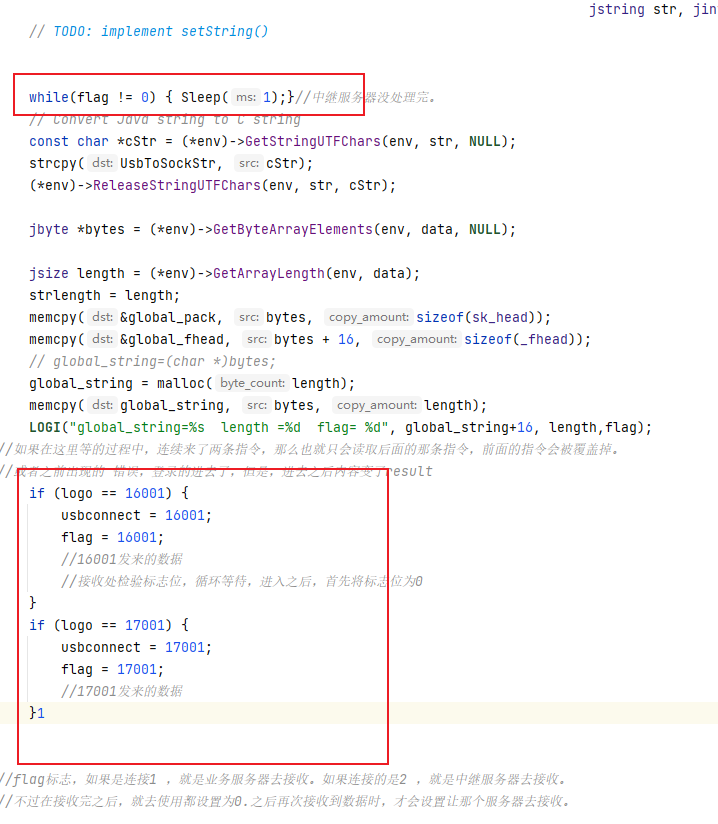 jstring str, jin
// TODO: implement setString()
while(flag != 0) { Sleep( ms: 1);}//中继服务器没处理完。
// Convert Java string to C string
const char *cStr = (*env)->GetStringUTFChars(env, str, NULL);
strcpy( dst: UsbToSockStr, src: cStr);
(*env)->ReleaseStringUTFChars(env, str, cStr);
jbyte *bytes = (*env)->GetByteArrayElements(env, data, NULL);
jsize length = (*env)->GetArrayLength(env, data);
strlength = length;
memcpy( dst: &global_pack, src: bytes, copy_amount: sizeof(sk_head));
memcpy( dst: &global_fhead, src: bytes + 16, copy_amount: sizeof(_fhead));
// global_string=(char *)bytes;
global_string = malloc( byte_count: length);
memcpy( dst: global_string, src: bytes, copy_amount: length);
LOGI("global_string=%s  length =%d  flag= %d", global_string+16, length,flag);
//如果在这里等的过程中，连续来了两条指令，那么也就只会读取后面的那条指令，前面的指令会被覆盖掉。
//或者之前出现的 错误，登录的进去了，但是，进去之后内容变了result
if (logo == 16001) {
usbconnect = 16001;
flag = 16001;
//16001发来的数据
//接收处检验标志位，循环等待，进入之后，首先将标志位为0
}
if (logo == 17001) {
usbconnect = 17001;
flag = 17001;
//17001发来的数据
}1
//flag标志，如果是连接1 ，就是业务服务器去接收。如果连接的是2 ，就是中继服务器去接收。
//不过在接收完之后，就去使用都设置为0.之后再次接收到数据时，才会设置让那个服务器去接收。